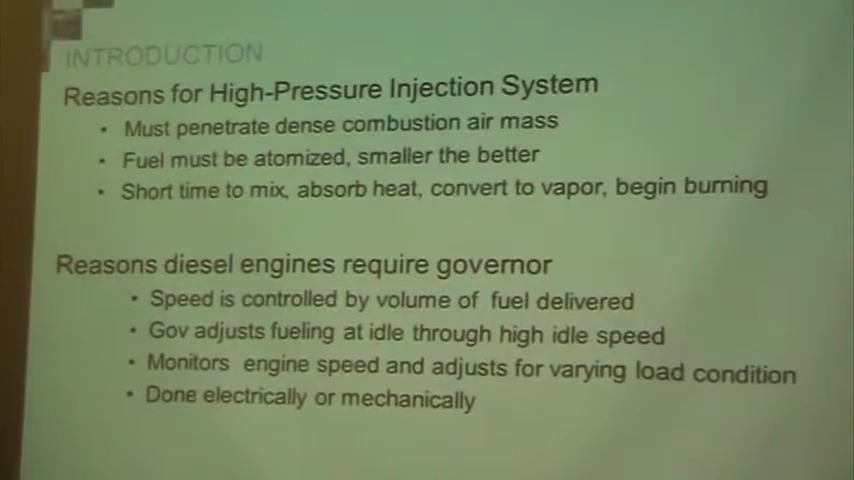 INTRODUCTION
Reasons for High-Pressure Injection System
• Must penetrate dense combustion air mass
• Fuel must be atomized, smaller the better
• Short time to mix, absorb heat, convert to vapor, begin burning
Reasons diesel engines require governor
• Speed is controlled by volume of fuel delivered
• Gov adjusts fueling at idle through high idle speed
• Monitors engine speed and adjusts for varying load condition
• Done electrically or mechanically